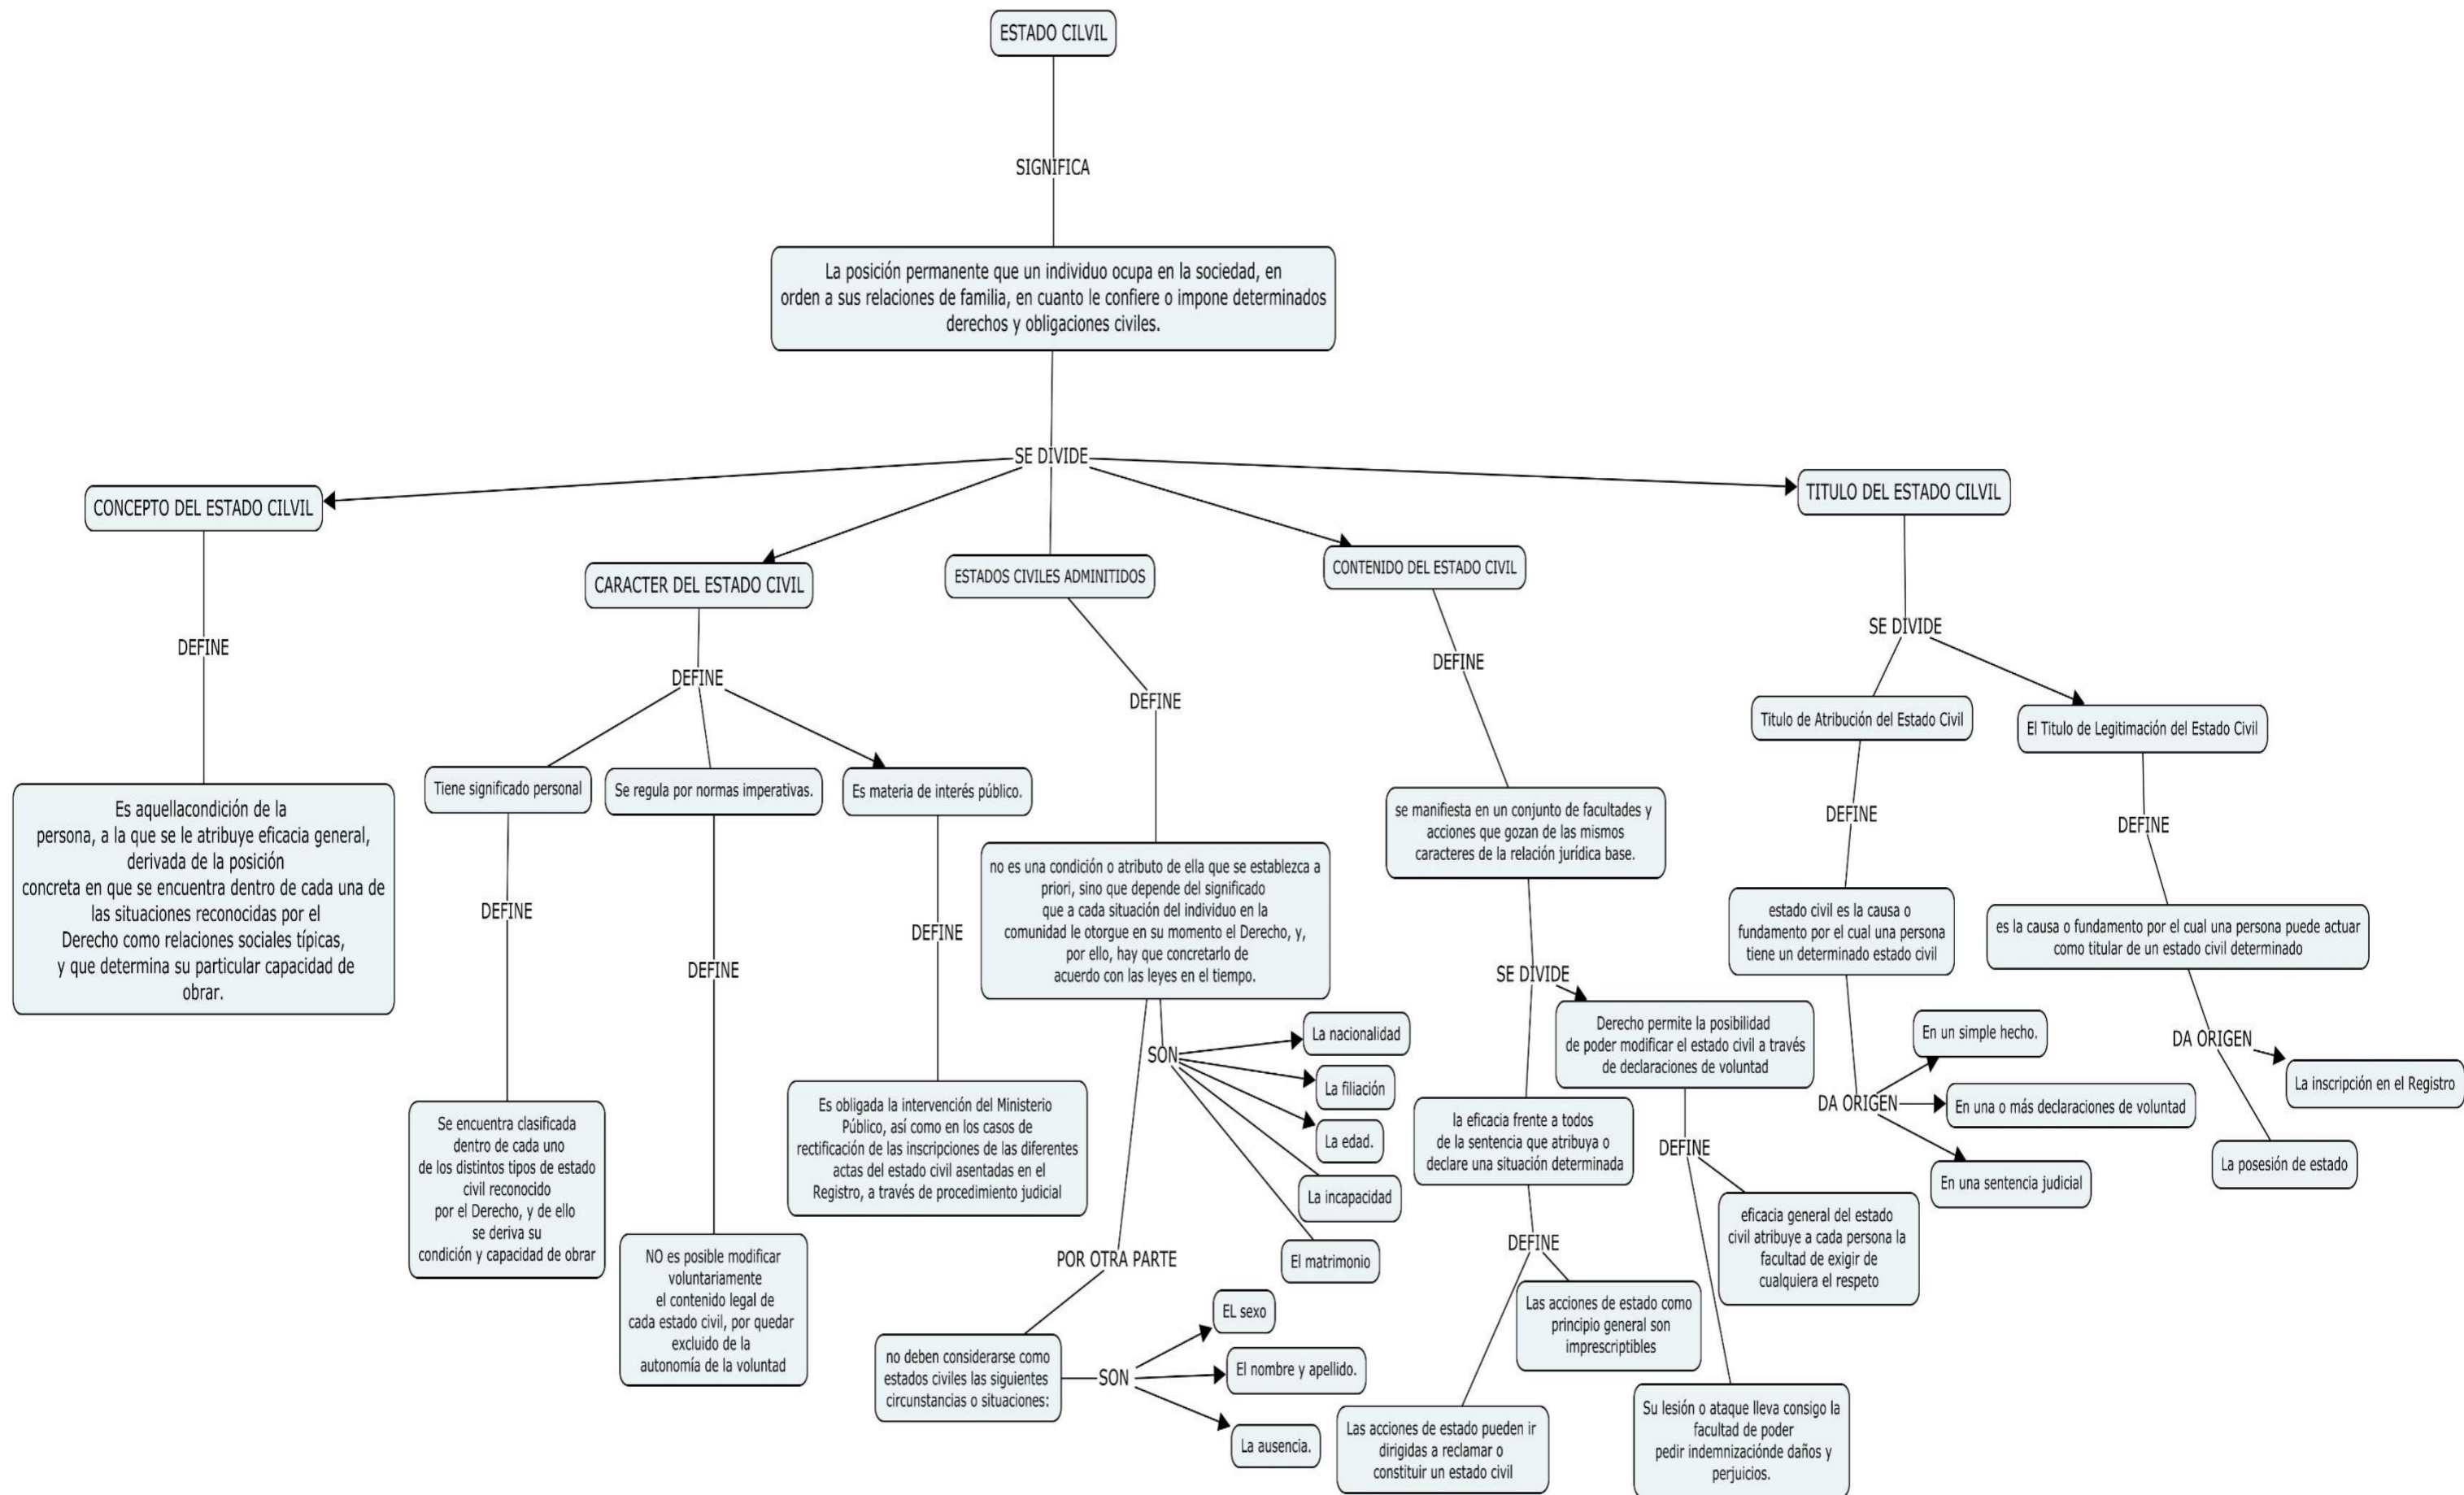 ESTADO CILVIL
SIGNIFICA
La posición permanente que un individuo ocupa en la sociedad, en
orden a sus relaciones de familia, en cuanto le confiere o impone determinados
derechos y obligaciones civiles.
SE DIVIDE
CONCEPTO DEL ESTADO CILVIL
DEFINE
Es aquellacondición de la
persona, a la que se le atribuye eficacia general,
derivada de la posición
concreta en que se encuentra dentro de cada una de
las situaciones reconocidas por el
Derecho como relaciones sociales típicas,
y que determina su particular capacidad de
obrar.
CARACTER DEL ESTADO CIVIL
DEFINE
Tiene significado personal
DEFINE
Se encuentra clasificada
dentro de cada uno
de los distintos tipos de estado
civil reconocido
por el Derecho, y de ello
se deriva su
condición y capacidad de obrar
Se regula por normas imperativas.
DEFINE
NO es posible modificar
voluntariamente
el contenido legal de
cada estado civil, por quedar
excluido de la
autonomía de la voluntad
Es materia de interés público.
DEFINE
Es obligada la intervención del Ministerio
Público, así como en los casos de
rectificación de las inscripciones de las diferentes
actas del estado civil asentadas en el
Registro, a través de procedimiento judicial
ESTADOS CIVILES ADMINITIDOS
DEFINE
no es una condición o atributo de ella que se establezca a
priori, sino que depende del significado
que a cada situación del individuo en la
comunidad le otorgue en su momento el Derecho, y,
por ello, hay que concretarlo de
acuerdo con las leyes en el tiempo.
SON
La nacionalidad
La filiación
La edad.
La incapacidad
El matrimonio
POR OTRA PARTE
no deben considerarse como
estados civiles las siguientes
circunstancias o situaciones:
SON
EL sexo
El nombre y apellido.
La ausencia.
CONTENIDO DEL ESTADO CIVIL
DEFINE
se manifiesta en un conjunto de facultades y
acciones que gozan de las mismos
caracteres de la relación jurídica base.
SE DIVIDE
la eficacia frente a todos
de la sentencia que atribuya o
declare una situación determinada
DEFINE
Las acciones de estado pueden ir
dirigidas a reclamar o
constituir un estado civil
Las acciones de estado como
principio general son
imprescriptibles
Derecho permite la posibilidad
de poder modificar el estado civil a través
de declaraciones de voluntad
DEFINE
eficacia general del estado
civil atribuye a cada persona la
facultad de exigir de
cualquiera el respeto
Su lesión o ataque lleva consigo la
facultad de poder
pedir indemnizaciónde daños y
perjuicios.
TITULO DEL ESTADO CILVIL
SE DIVIDE
Titulo de Atribución del Estado Civil
DEFINE
estado civil es la causa o
fundamento por el cual una persona
tiene un determinado estado civil
DA ORIGEN
En un simple hecho.
En una o más declaraciones de voluntad
En una sentencia judicial
El Titulo de Legitimación del Estado Civil
DEFINE
es la causa o fundamento por el cual una persona puede actuar
como titular de un estado civil determinado
DA ORIGEN
La inscripción en el Registro
La posesión de estado